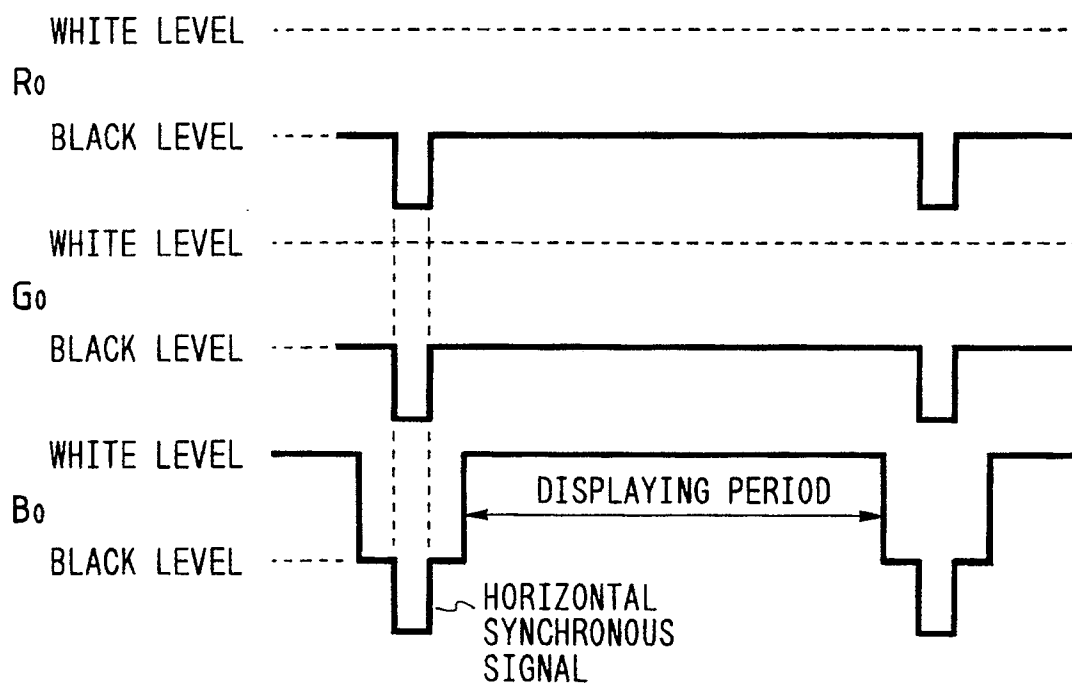 WHITE LEVEL
R0
BLACK LEVEL
WHITE LEVEL
G0
BLACK LEVEL
WHITE LEVEL
DISPLAYING PERIOD
B0
BLACK LEVEL
HORIZONTAL
SYNCHRONOUS
SIGNAL